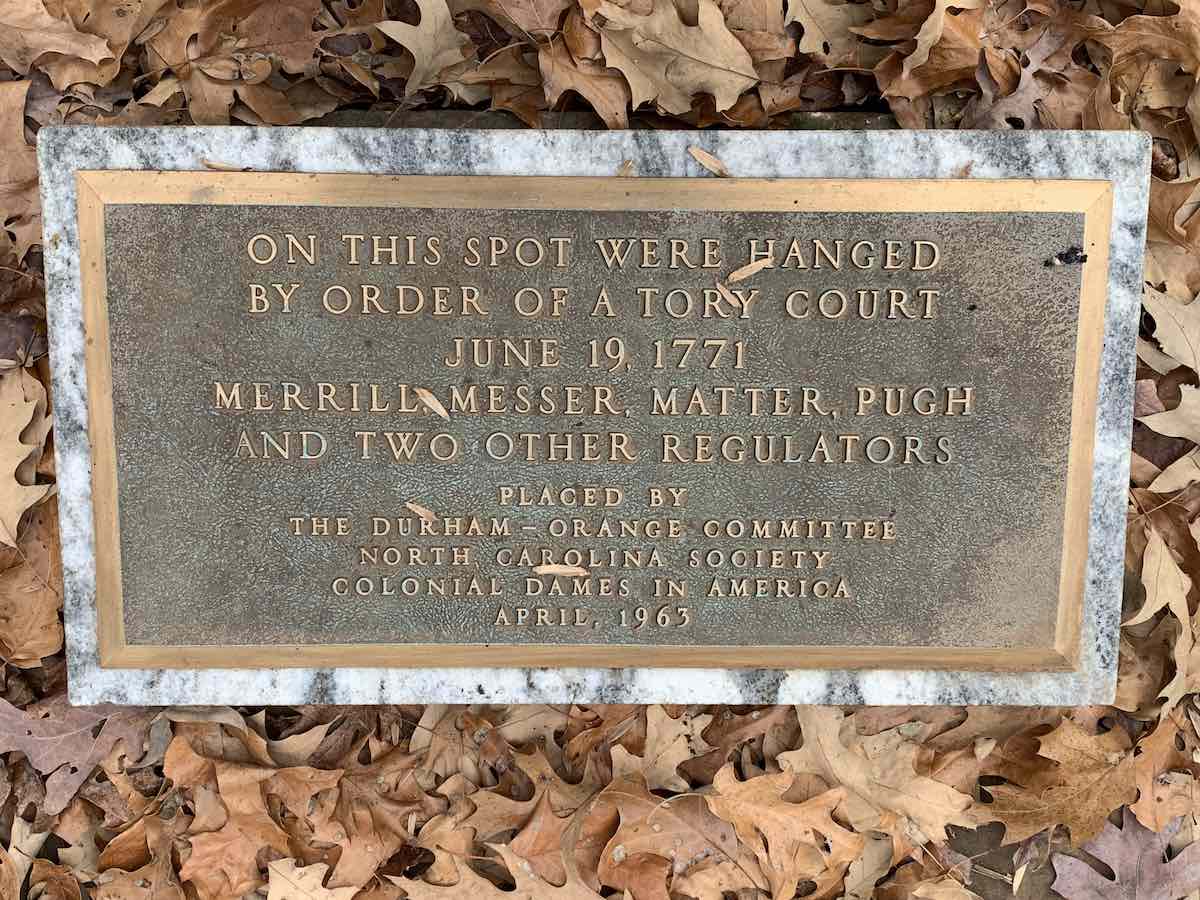 ON THIS SPOT WERE HANGED
BY ORDER OF A TORY COURT
JUNE 19, 1771
MERRILL, MESSER, MATTER, PUGH
AND TWO OTHER REGULATORS
PLACED BY
THE DURHAM – ORANGE COMMITTEE
NORTH CAROLINA SOCIETY
COLONIAL DAMES IN AMERICA
APRIL, 1963